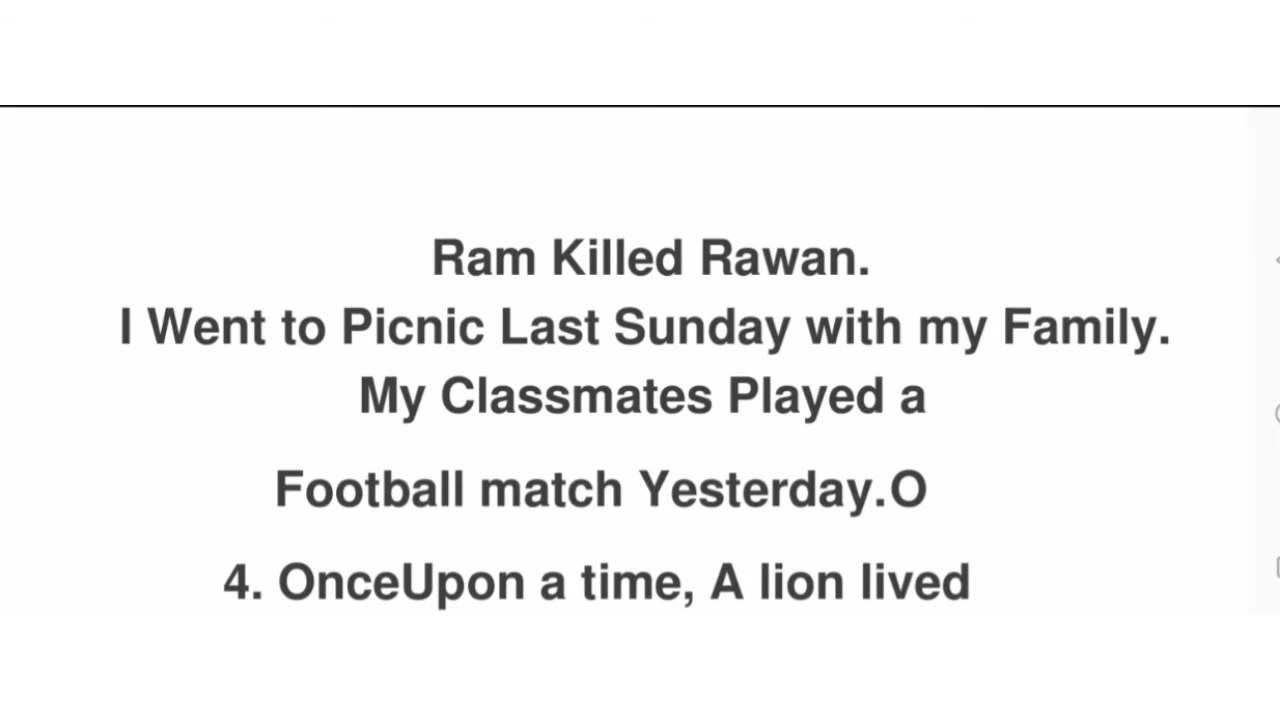 Ram Killed Rawan.
I Went to Picnic Last Sunday with my Family.
My Classmates Played a
Football match Yesterday.O
4. OnceUpon a time, A lion lived